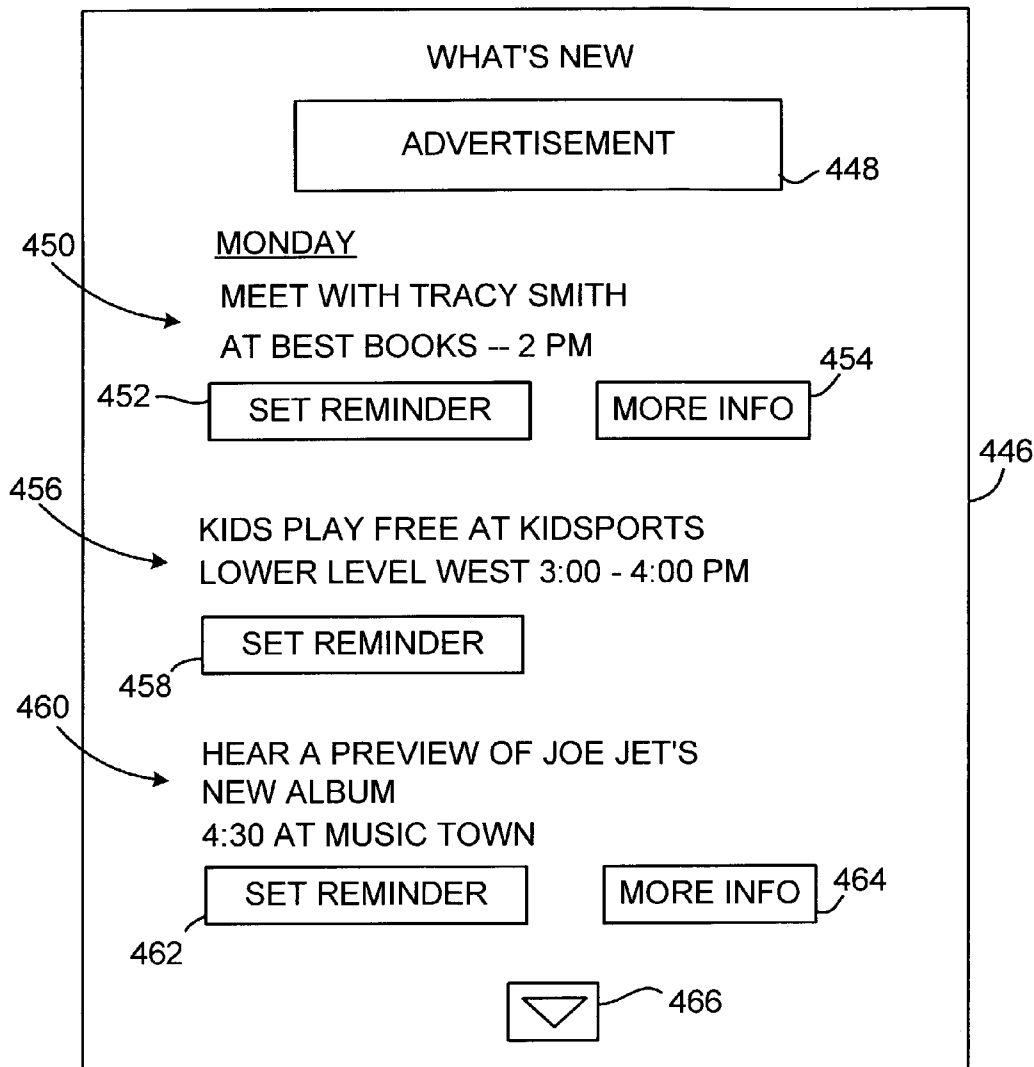 WHAT'S NEW
ADVERTISEMENT
448
450
MONDAY
MEET WITH TRACY SMITH
AT BEST BOOKS -- 2 PM
454
452
SET REMINDER
MORE INFO
446
456
KIDS PLAY FREE AT KIDSPORTS
LOWER LEVEL WEST 3:00 - 4:00 PM
SET REMINDER
458
460
HEAR A PREVIEW OF JOE JET'S
NEW ALBUM
4:30 AT MUSIC TOWN
SET REMINDER
MORE INFO
464
462
466